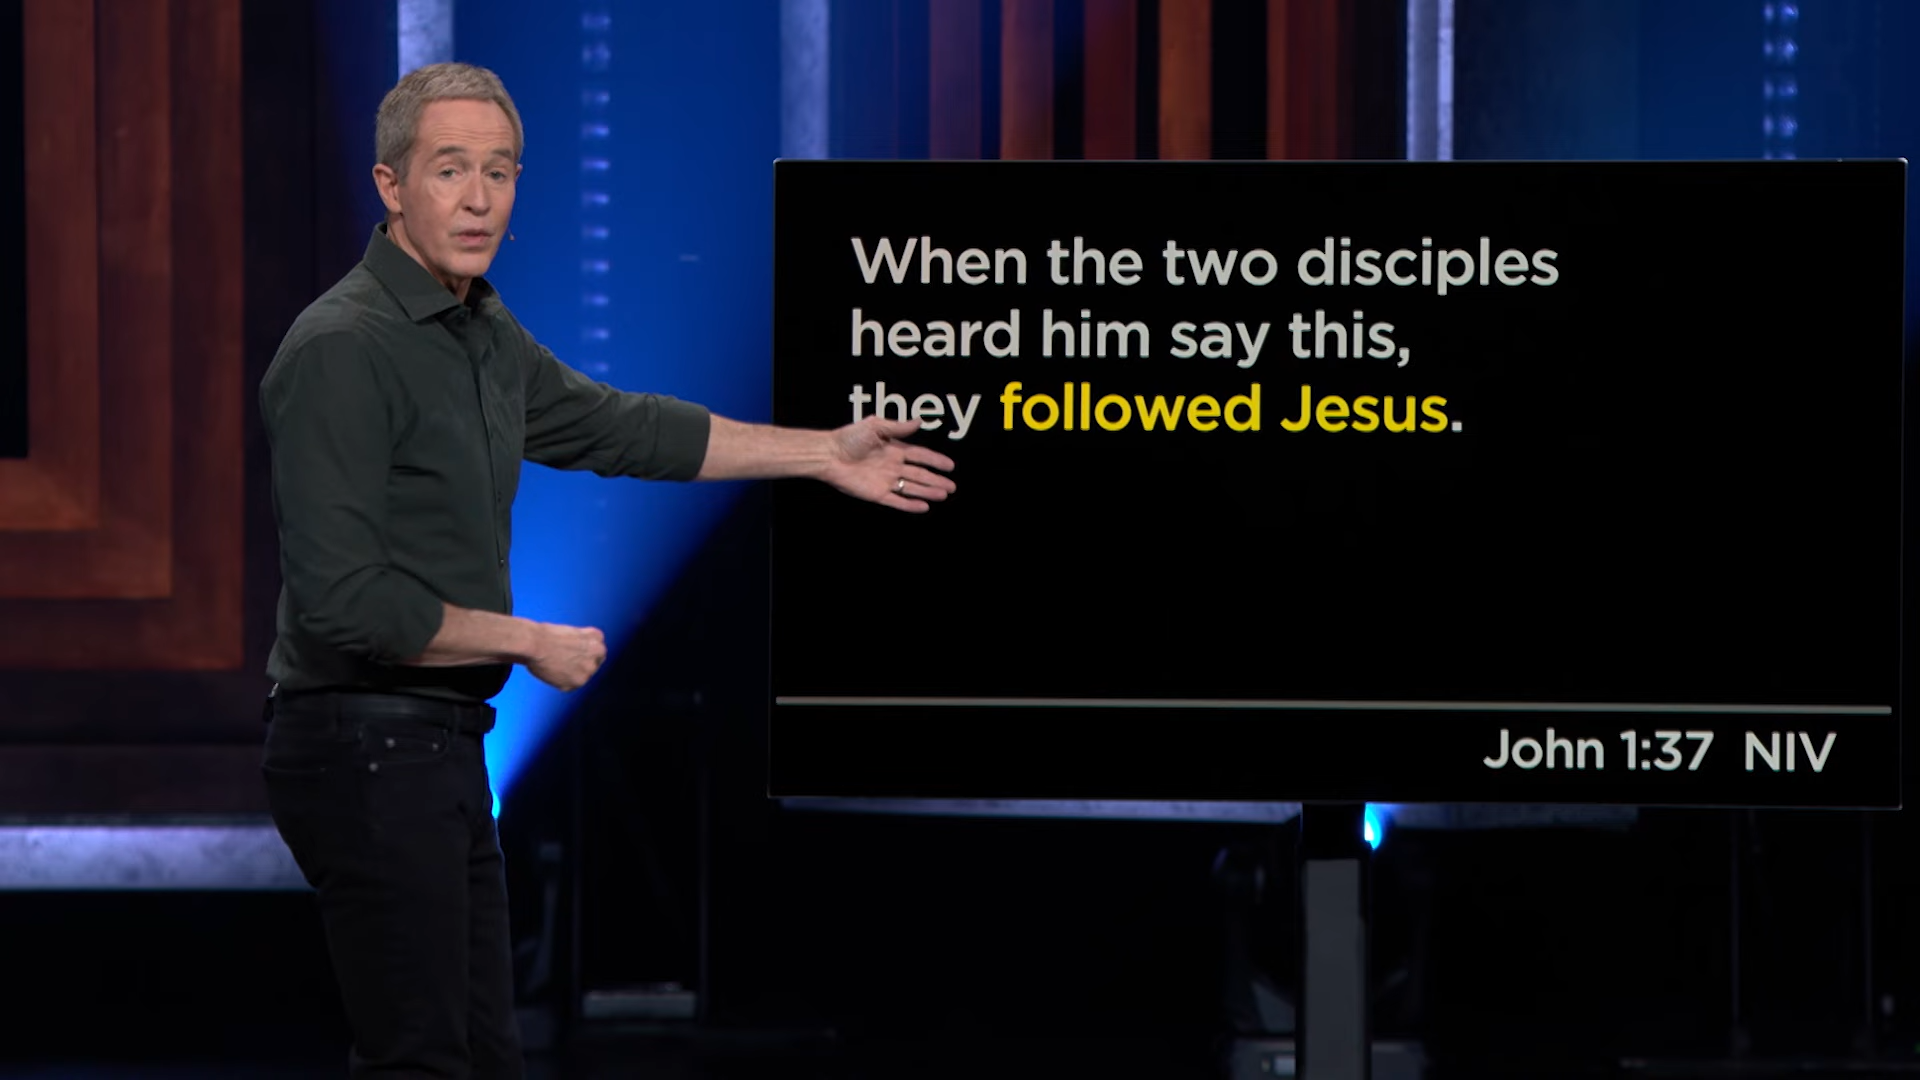 When the two disciples
heard him say this,
they followed Jesus.
John 1:37 NIV